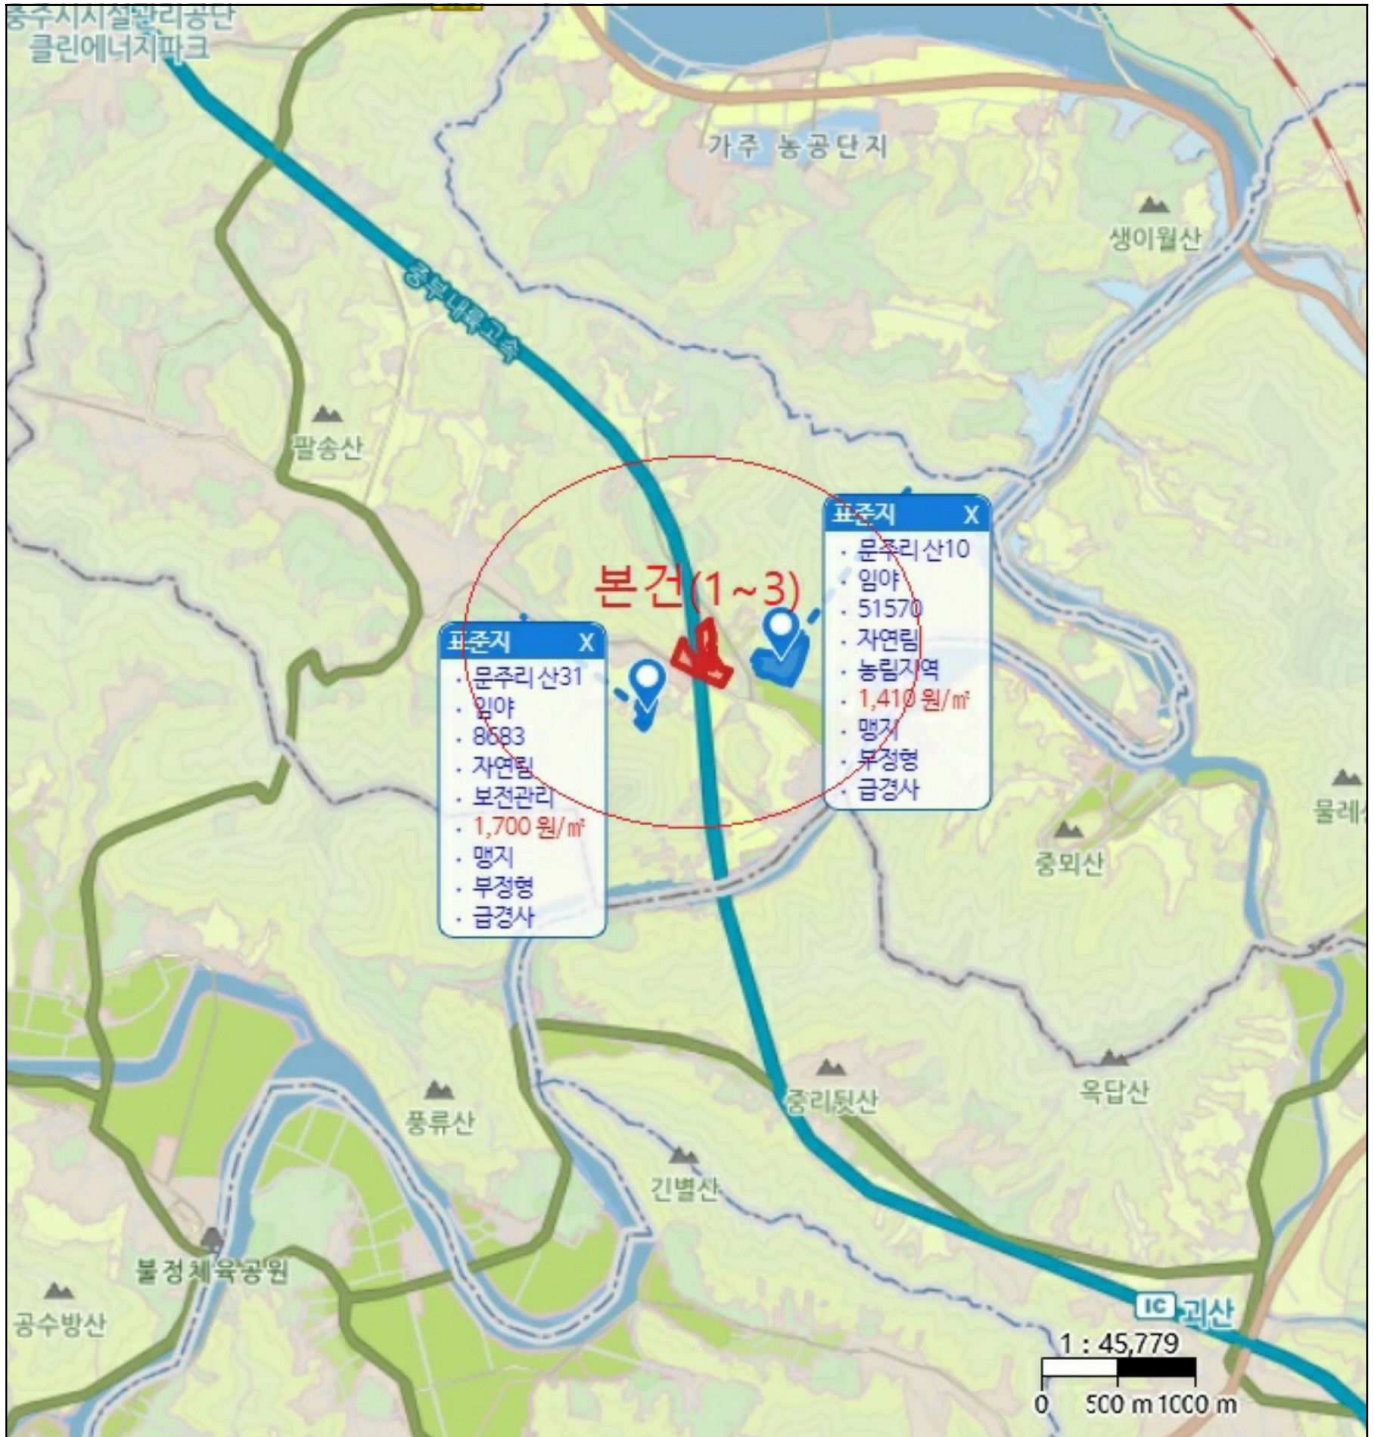 충주시시설관리공단
클린에너지파크
가주 농공단지
생이월산
중부내륙고속
팔송산
본건(1~3)
표준지 X
· 문주리 산10
· 임야
· 51570
· 자연림
· 농림지역
· 1,410 원/㎡
· 맹지
· 부정형
· 급경사
표준지 X
· 문주리 산31
· 임야
· 8683
· 자연림
· 보전관리
· 1,700 원/㎡
· 맹지
· 부정형
· 급경사
물레산
중뫼산
중리뒷산
옥답산
풍류산
긴별산
불정체육공원
공수방산
IC 괴산
1 : 45,779
0 500 m 1000 m